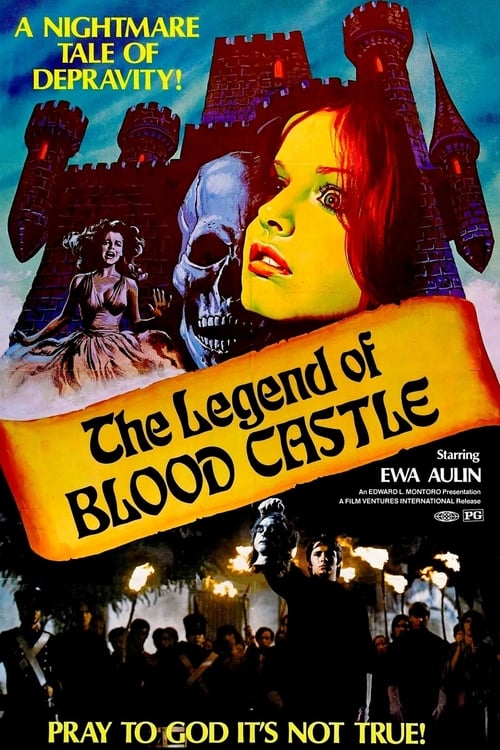 A NIGHTMARE
TALE OF
DEPRAVITY!
The Legend of
BLOOD CASTLE
Starring
EWA AULIN
An EDWARD L. MONTORO Presentation
A FILM VENTURES INTERNATIONAL Release
PG
PRAY TO GOD IT'S NOT TRUE!